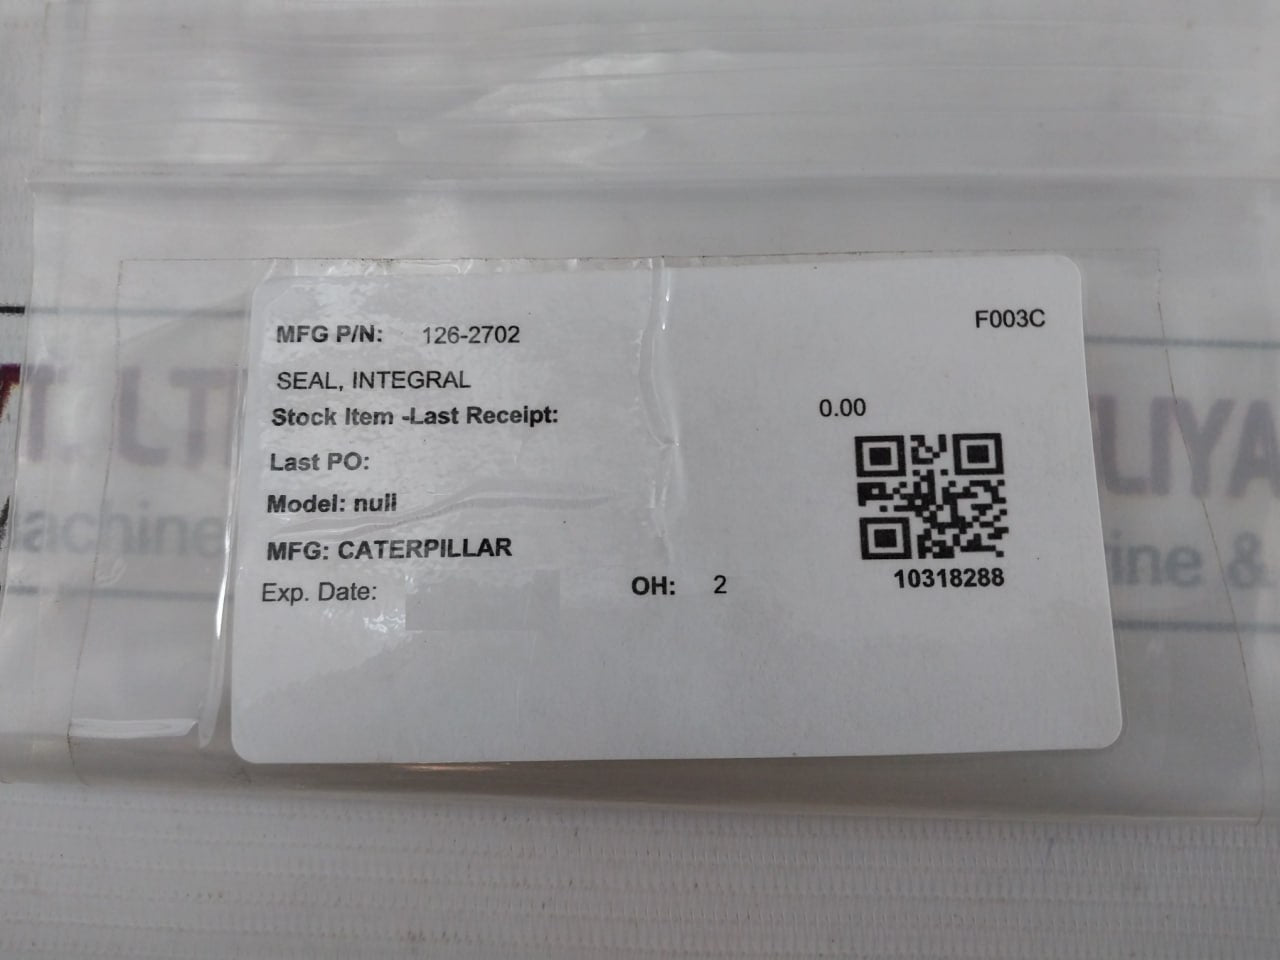 MFG P/N: 126-2702
F003C
SEAL, INTEGRAL
Stock Item -Last Receipt: 0.00
Last PO:
Model: null
MFG: CATERPILLAR
Exp. Date: OH: 2
10318288